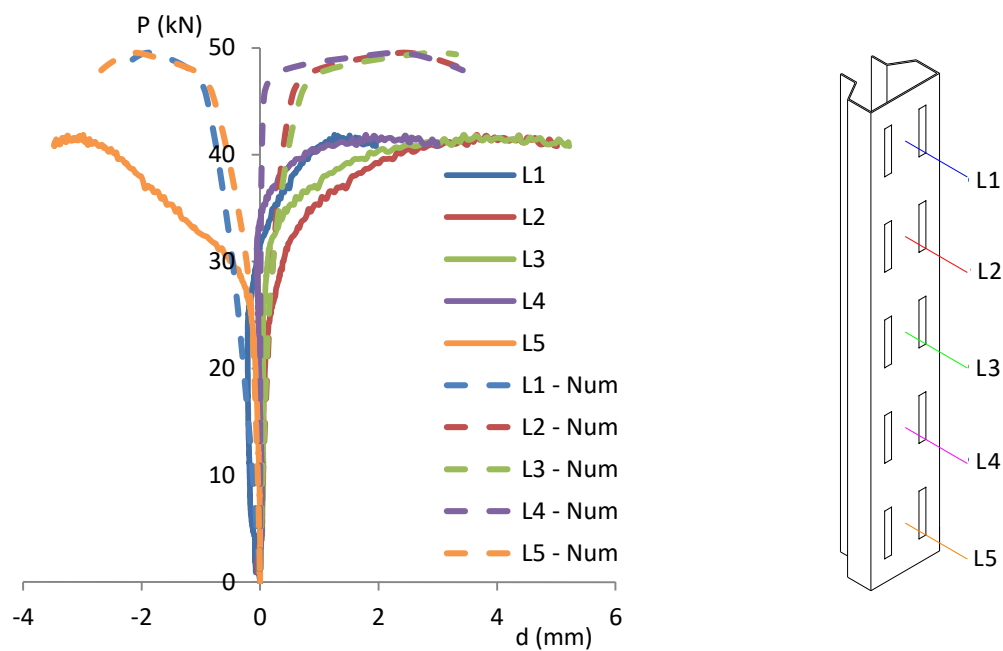 P (kN)
50
40
30
20
10
0
-4
-2
0
2
4
6
d (mm)
L1
L2
L3
L4
L5
L1 - Num
L2 - Num
L3 - Num
L4 - Num
L5 - Num
L1
L2
L3
L4
L5